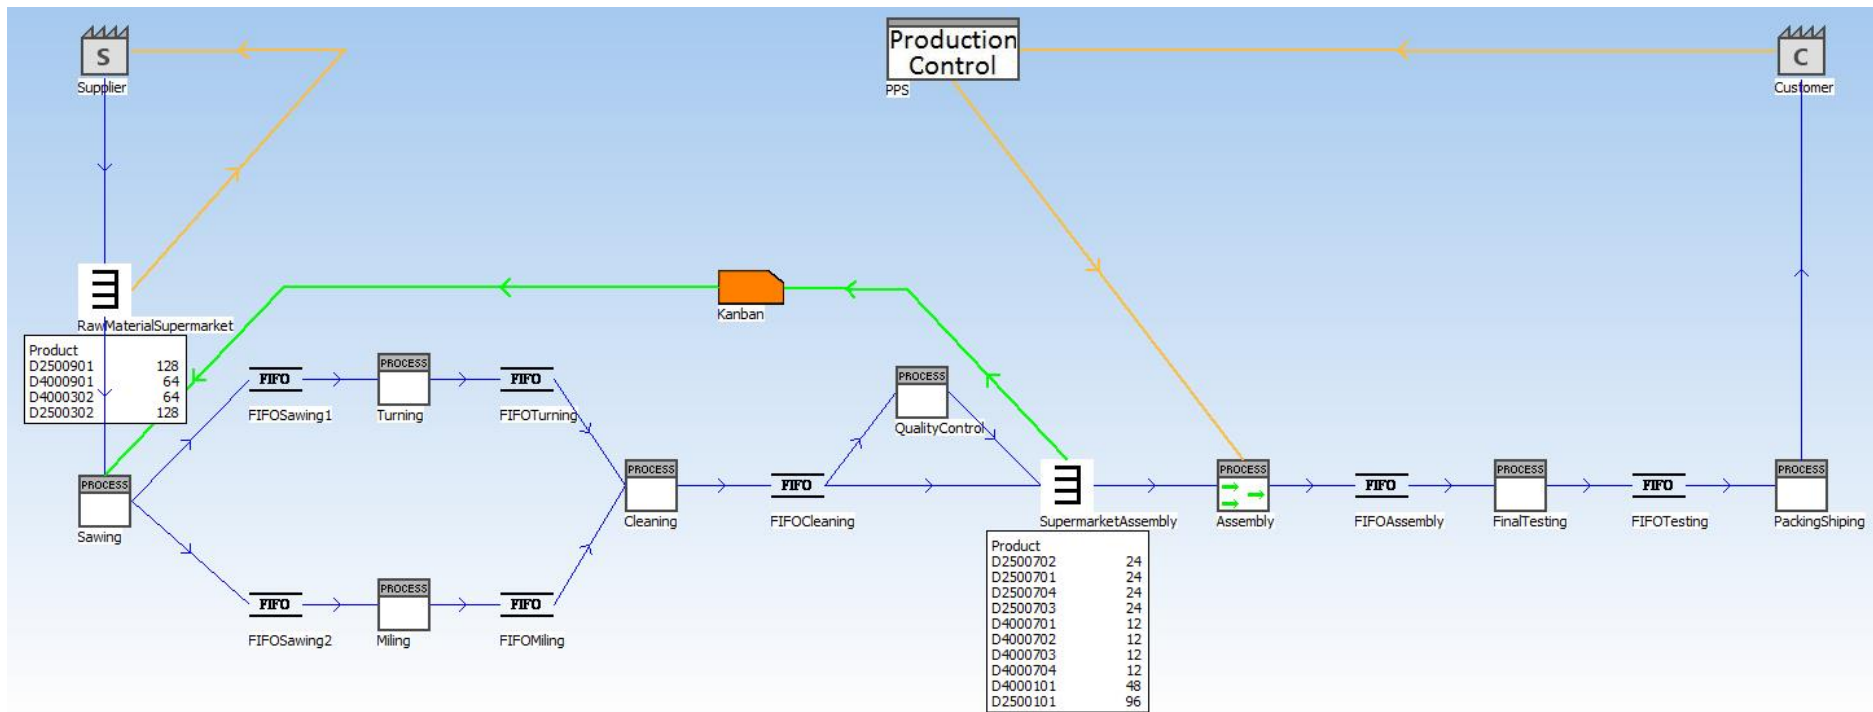 S
Supplier
Production
Control
PPS
C
Customer
RawMaterialSupermarket
Product
D2500901 128
D4000901 64
D4000302 64
D2500302 128
Kanban
FIFO
FIFOSawing1
PROCESS
Turning
FIFO
FIFOTurning
PROCESS
QualityControl
PROCESS
Sawing
PROCESS
Cleaning
FIFO
FIFOCleaning
SupermarketAssembly
PROCESS
Assembly
FIFO
FIFOAssembly
PROCESS
FinalTesting
FIFO
FIFOTesting
PROCESS
PackingShiping
FIFO
FIFOSawing2
PROCESS
Miling
FIFO
FIFOMiling
Product
D2500702 24
D2500701 24
D2500704 24
D2500703 24
D4000701 12
D4000702 12
D4000703 12
D4000704 12
D4000101 48
D2500101 96